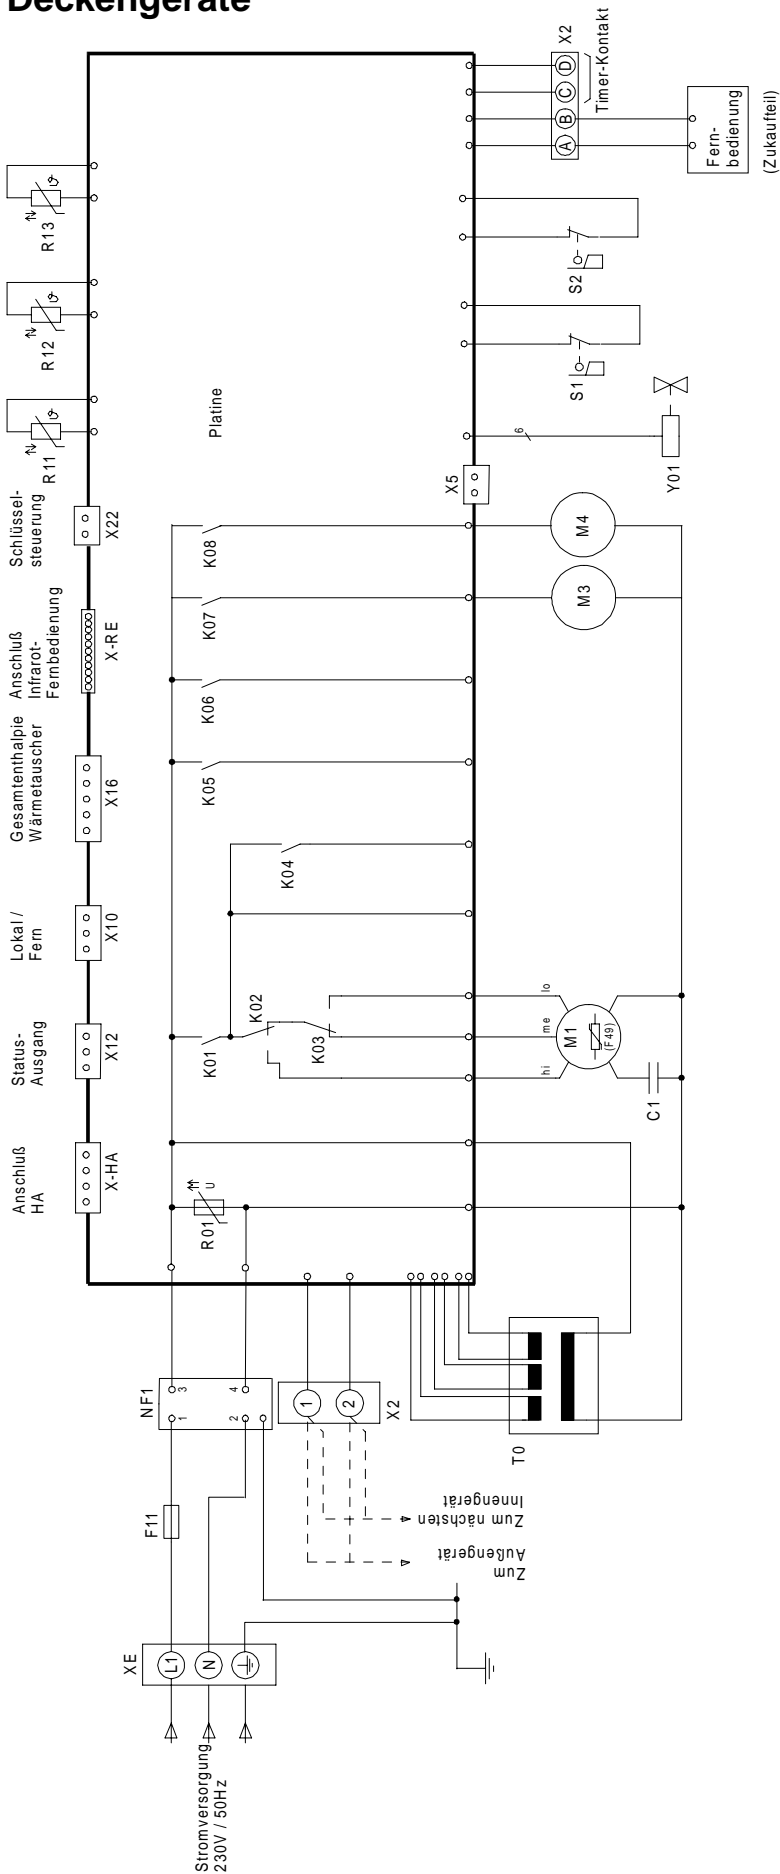 Deckengeräte
Stromversorgung
230V / 50Hz
XE
L1
N
F11
NF1
1
2
3
4
Zum
Außengerät
Zum nächsten
Innengerät
X2
1
2
T0
R01
U
Anschluß
HA
X-HA
Status-
Ausgang
X12
Lokal /
Fern
X10
Gesamtenthalpie
Wärmetauscher
X16
Anschluß
Infrarot-
Fernbedienung
X-RE
Schlüssel-
steuerung
X22
R11
ϑ
R12
ϑ
R13
ϑ
Platine
K01
K02
K03
K04
K05
K06
K07
K08
hi
me
lo
M1
(F49)
C1
M3
M4
X5
6
Y01
S1
S2
X2
A
B
C
D
Timer-Kontakt
Fern-
bedienung
(Zukaufteil)